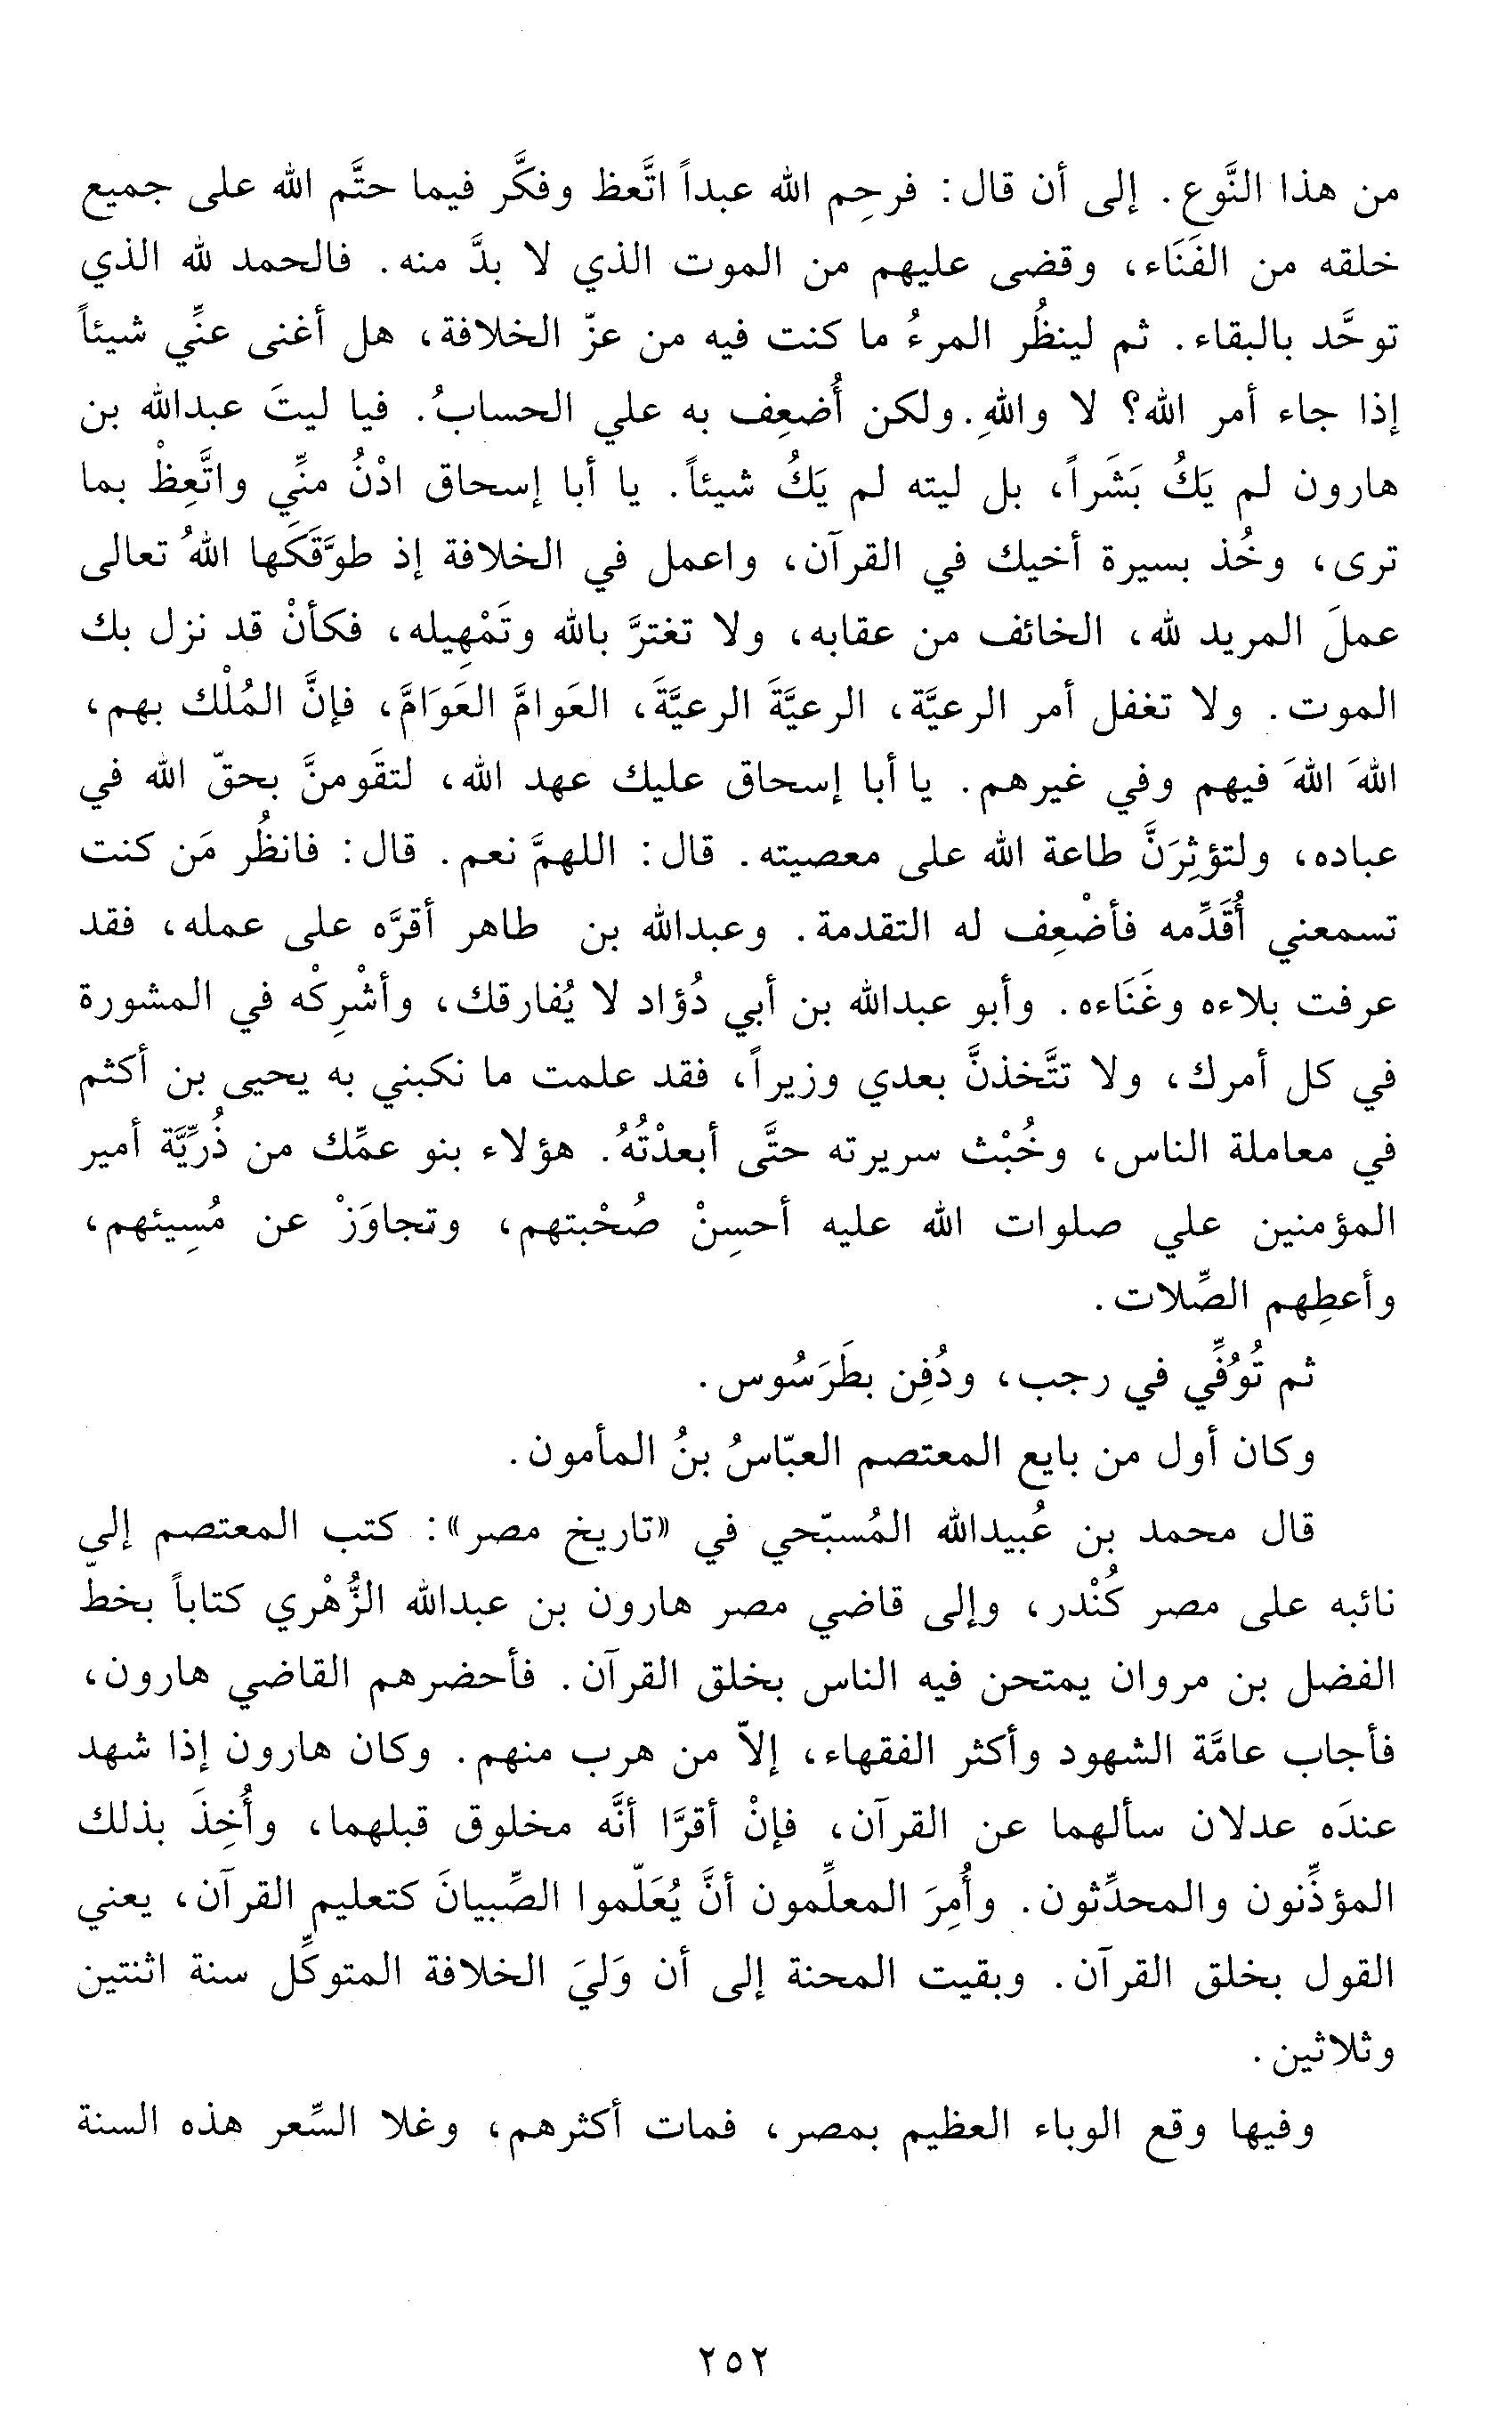 من هذا النَّوع. إلى أن قال: فرحِم الله عبداً اتَّعظ وفكَّر فيما حتَّم الله على جميع
خلقه من الفَنَاء، وقضى عليهم من الموت الذي لا بدَّ منه. فالحمد لله الذي
توحَّد بالبقاء. ثم لينظُر المرءُ ما كنت فيه من عزّ الخلافة، هل أغنى عنِّي شيئاً
إذا جاء أمر الله؟ لا واللهِ. ولكن أُضعِف به علي الحسابُ. فيا ليتَ عبدالله بن
هارون لم يَكُ بَشَراً، بل ليته لم يَكُ شيئاً. يا أبا إسحاق ادْنُ منِّي واتَّعِظْ بما
ترى، وخُذ بسيرة أخيك في القرآن، واعمل في الخلافة إذ طوَّقَكَها اللهُ تعالى
عملَ المريد لله، الخائف من عقابه، ولا تغترَّ بالله وتَمْهِيله، فكأنْ قد نزل بك
الموت. ولا تغفل أمر الرعيَّة، الرعيَّةَ الرعيَّةَ، العَوامَّ العَوَامَّ، فإنَّ المُلْك بهم،
اللهَ اللهَ فيهم وفي غيرهم. يا أبا إسحاق عليك عهد الله، لتقَومنَّ بحقّ الله في
عباده، ولتؤثِرَنَّ طاعة الله على معصيته. قال: اللهمَّ نعم. قال: فانظُر مَن كنت
تسمعني أُقَدِّمه فأضْعِف له التقدمة. وعبدالله بن طاهر أقرَّه على عمله، فقد
عرفت بلاءه وغَنَاءه. وأبو عبدالله بن أبي دُؤاد لا يُفارقك، وأشْرِكْه في المشورة
في كل أمرك، ولا تتَّخذنَّ بعدي وزيراً، فقد علمت ما نكبني به يحيى بن أكثم
في معاملة الناس، وخُبْث سريرته حتَّى أبعدْتُهُ. هؤلاء بنو عمِّك من ذُرِّيَّة أمير
المؤمنين علي صلوات الله عليه أحسِنْ صُحْبتهم، وتجاوَزْ عن مُسِيئهم،
وأعطِهم الصِّلات.
ثم تُوُفِّي في رجب، ودُفِن بطَرَسُوس.
وكان أول من بايع المعتصم العبّاسُ بنُ المأمون.
قال محمد بن عُبيدالله المُسبّحي في «تاريخ مصر»: كتب المعتصم إلى
نائبه على مصر كُنْدر، وإلى قاضي مصر هارون بن عبدالله الزُّهْري كتاباً بخطّ
الفضل بن مروان يمتحن فيه الناس بخلق القرآن. فأحضرهم القاضي هارون،
فأجاب عامَّة الشهود وأكثر الفقهاء، إلاّ من هرب منهم. وكان هارون إذا شهد
عندَه عدلان سألهما عن القرآن، فإنْ أقرَّا أنَّه مخلوق قبلهما، وأُخِذَ بذلك
المؤذِّنون والمحدِّثون. وأُمِرَ المعلِّمون أنَّ يُعَلّموا الصِّبيانَ كتعليم القرآن، يعني
القول بخلق القرآن. وبقيت المحنة إلى أن وَليَ الخلافة المتوكِّل سنة اثنتين
وثلاثين.
وفيها وقع الوباء العظيم بمصر، فمات أكثرهم، وغلا السِّعر هذه السنة
٢٥٢